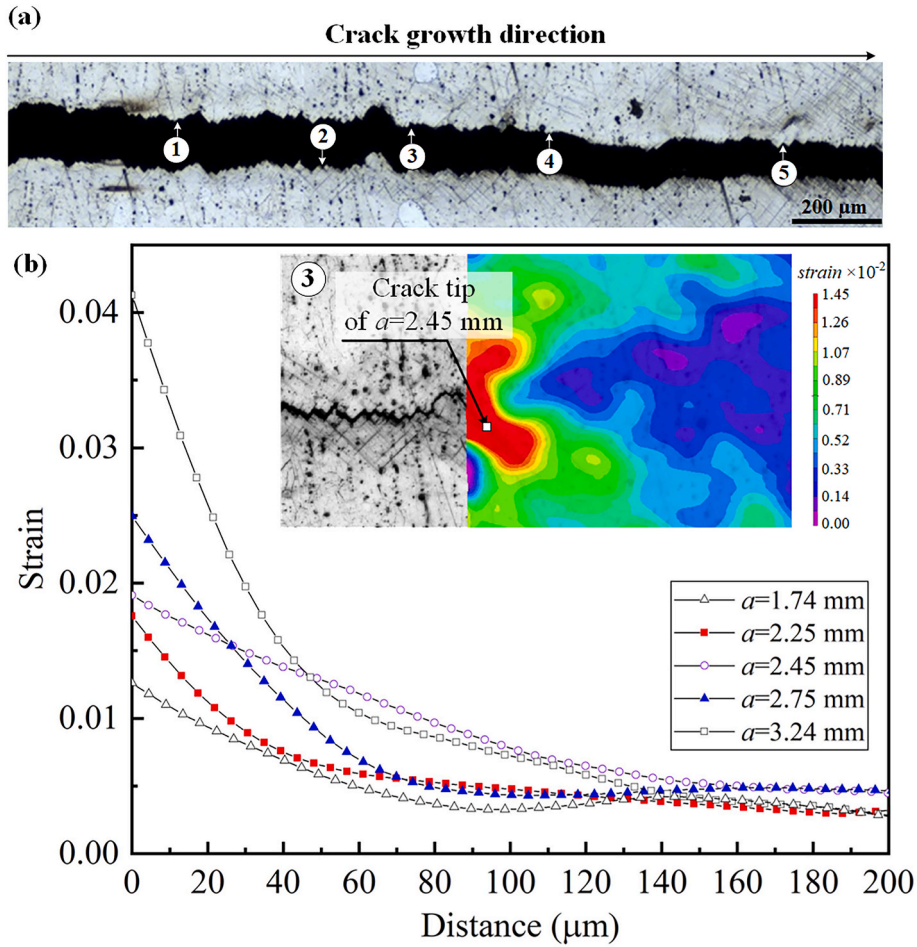 (a)
Crack growth direction
1
2
3
4
5
200 μm
(b)
3
Crack tip
of a=2.45 mm
strain ×10-2
1.45
1.26
1.07
0.89
0.71
0.52
0.33
0.14
0.00
0.04
0.03
0.02
0.01
0.00
Strain
a=1.74 mm
a=2.25 mm
a=2.45 mm
a=2.75 mm
a=3.24 mm
0 20 40 60 80 100 120 140 160 180 200
Distance (μm)